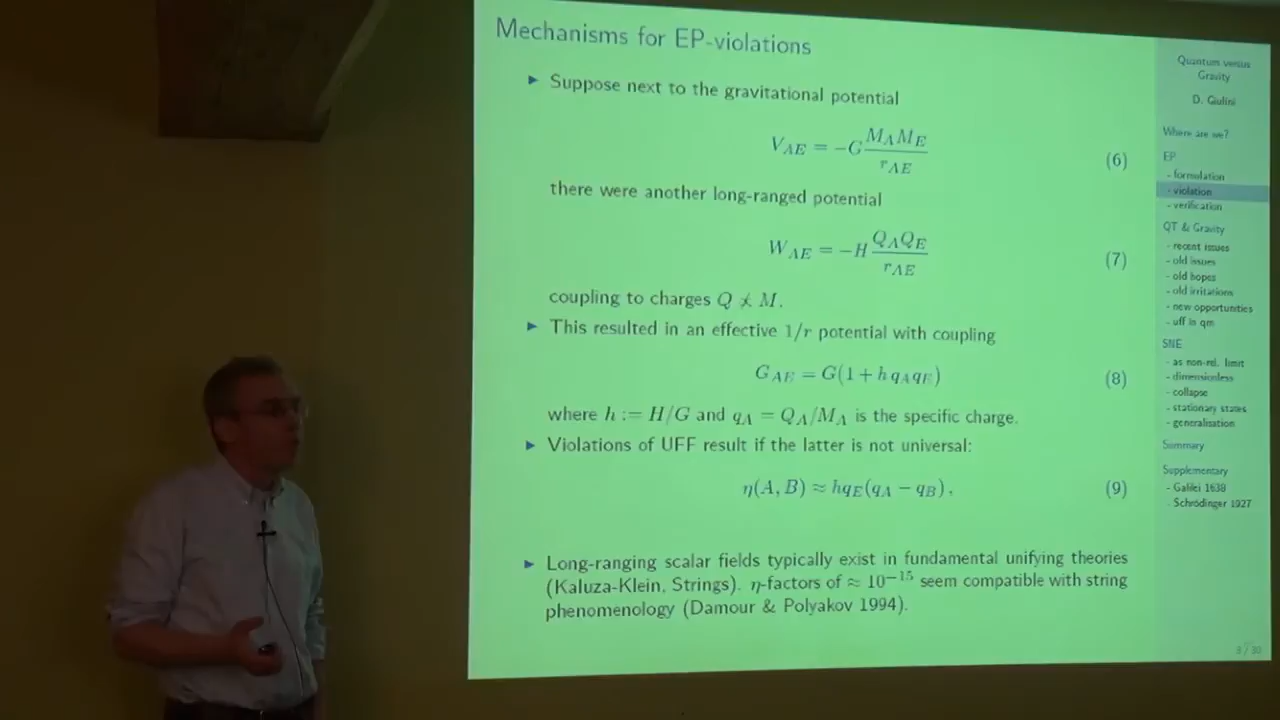 Mechanisms for EP-violations
► Suppose next to the gravitational potential
V_{AE} = −G \frac{M_A M_E}{r_{AE}} (6)
there were another long-ranged potential
W_{AE} = −H \frac{Q_A Q_E}{r_{AE}} (7)
coupling to charges Q ∝̸ M.
► This resulted in an effective 1/r potential with coupling
G_{AE} = G(1 + h q_A q_E) (8)
where h := H/G and q_A = Q_A/M_A is the specific charge.
► Violations of UFF result if the latter is not universal:
η(A, B) ≈ hq_E(q_A − q_B) , (9)
► Long-ranging scalar fields typically exist in fundamental unifying theories
(Kaluza-Klein, Strings). η-factors of ≈ 10^{−15} seem compatible with string
phenomenology (Damour & Polyakov 1994).
Quantum versus
Gravity
D. Giulini
Where are we?
EP
- formulation
- violation
- verification
QT & Gravity
- recent issues
- old issues
- old hopes
- old irritations
- new opportunities
- uff in qm
SNE
- as non-rel. limit
- dimensionless
- collapse
- stationary states
- generalisation
Summary
Supplementary
- Galilei 1638
- Schrödinger 1927